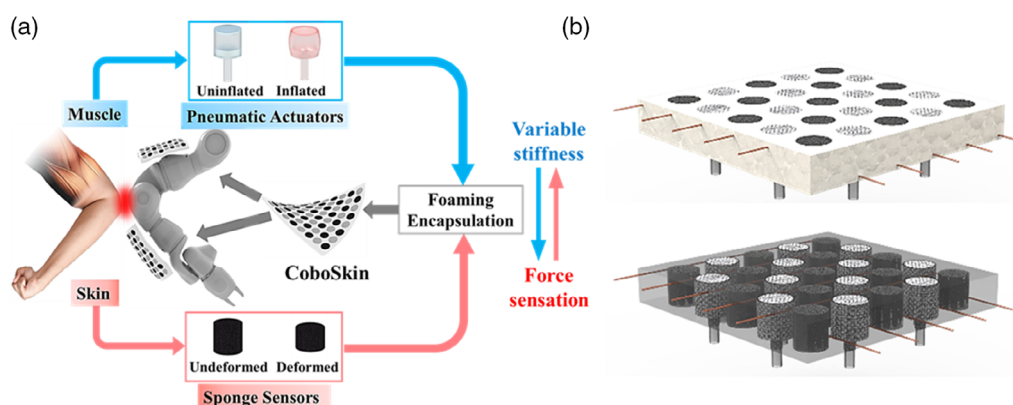 (a)
Muscle
Uninflated
Inflated
Pneumatic Actuators
CoboSkin
Foaming
Encapsulation
Skin
Undeformed
Deformed
Sponge Sensors
Variable
stiffness
Force
sensation
(b)